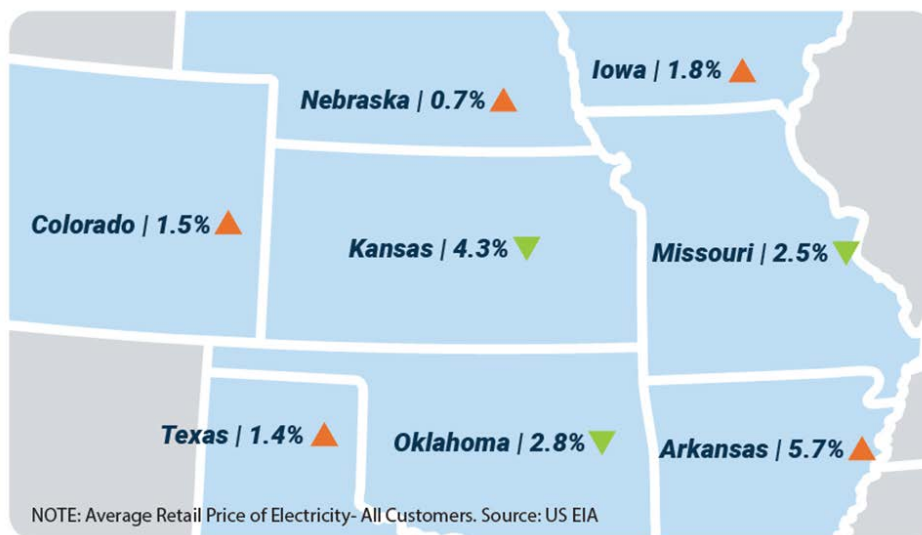 Iowa | 1.8%
Nebraska | 0.7%
Colorado | 1.5%
Kansas | 4.3%
Missouri | 2.5%
Texas | 1.4%
Oklahoma | 2.8%
Arkansas | 5.7%
NOTE: Average Retail Price of Electricity- All Customers. Source: US EIA